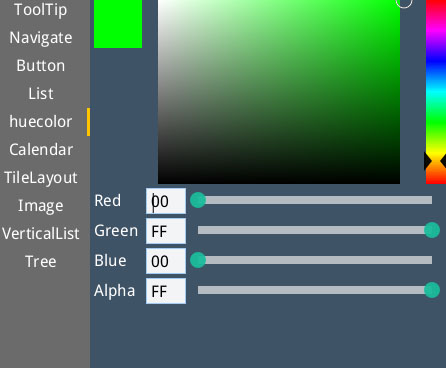 ToolTip
Navigate
Button
List
huecolor
Calendar
TileLayout
Image
VerticalList
Tree
Red 00
Green FF
Blue 00
Alpha FF